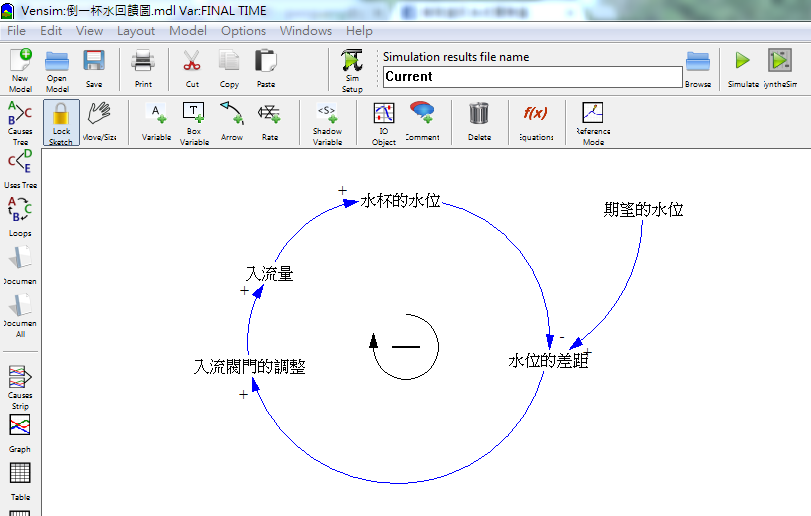 Vensim:倒一杯水回饋圖.mdl Var:FINAL TIME
File Edit View Layout Model Options Windows Help
New Model
Open Model
Save
Print
Cut
Copy
Paste
Sim Setup
Simulation results file name
Current
Browse
Simulate
SyntheSim
Causes Tree
Lock Sketch
Move/Size
A
Variable
T
Box Variable
Arrow
Rate
<S>
Shadow Variable
IO Object
Comment
Delete
f(x)
Equations
Reference Mode
Uses Tree
Loops
Documen
Documen All
Causes Strip
Graph
Table
+
水杯的水位
期望的水位
入流量
+
-
+
水位的差距
入流閥門的調整
+